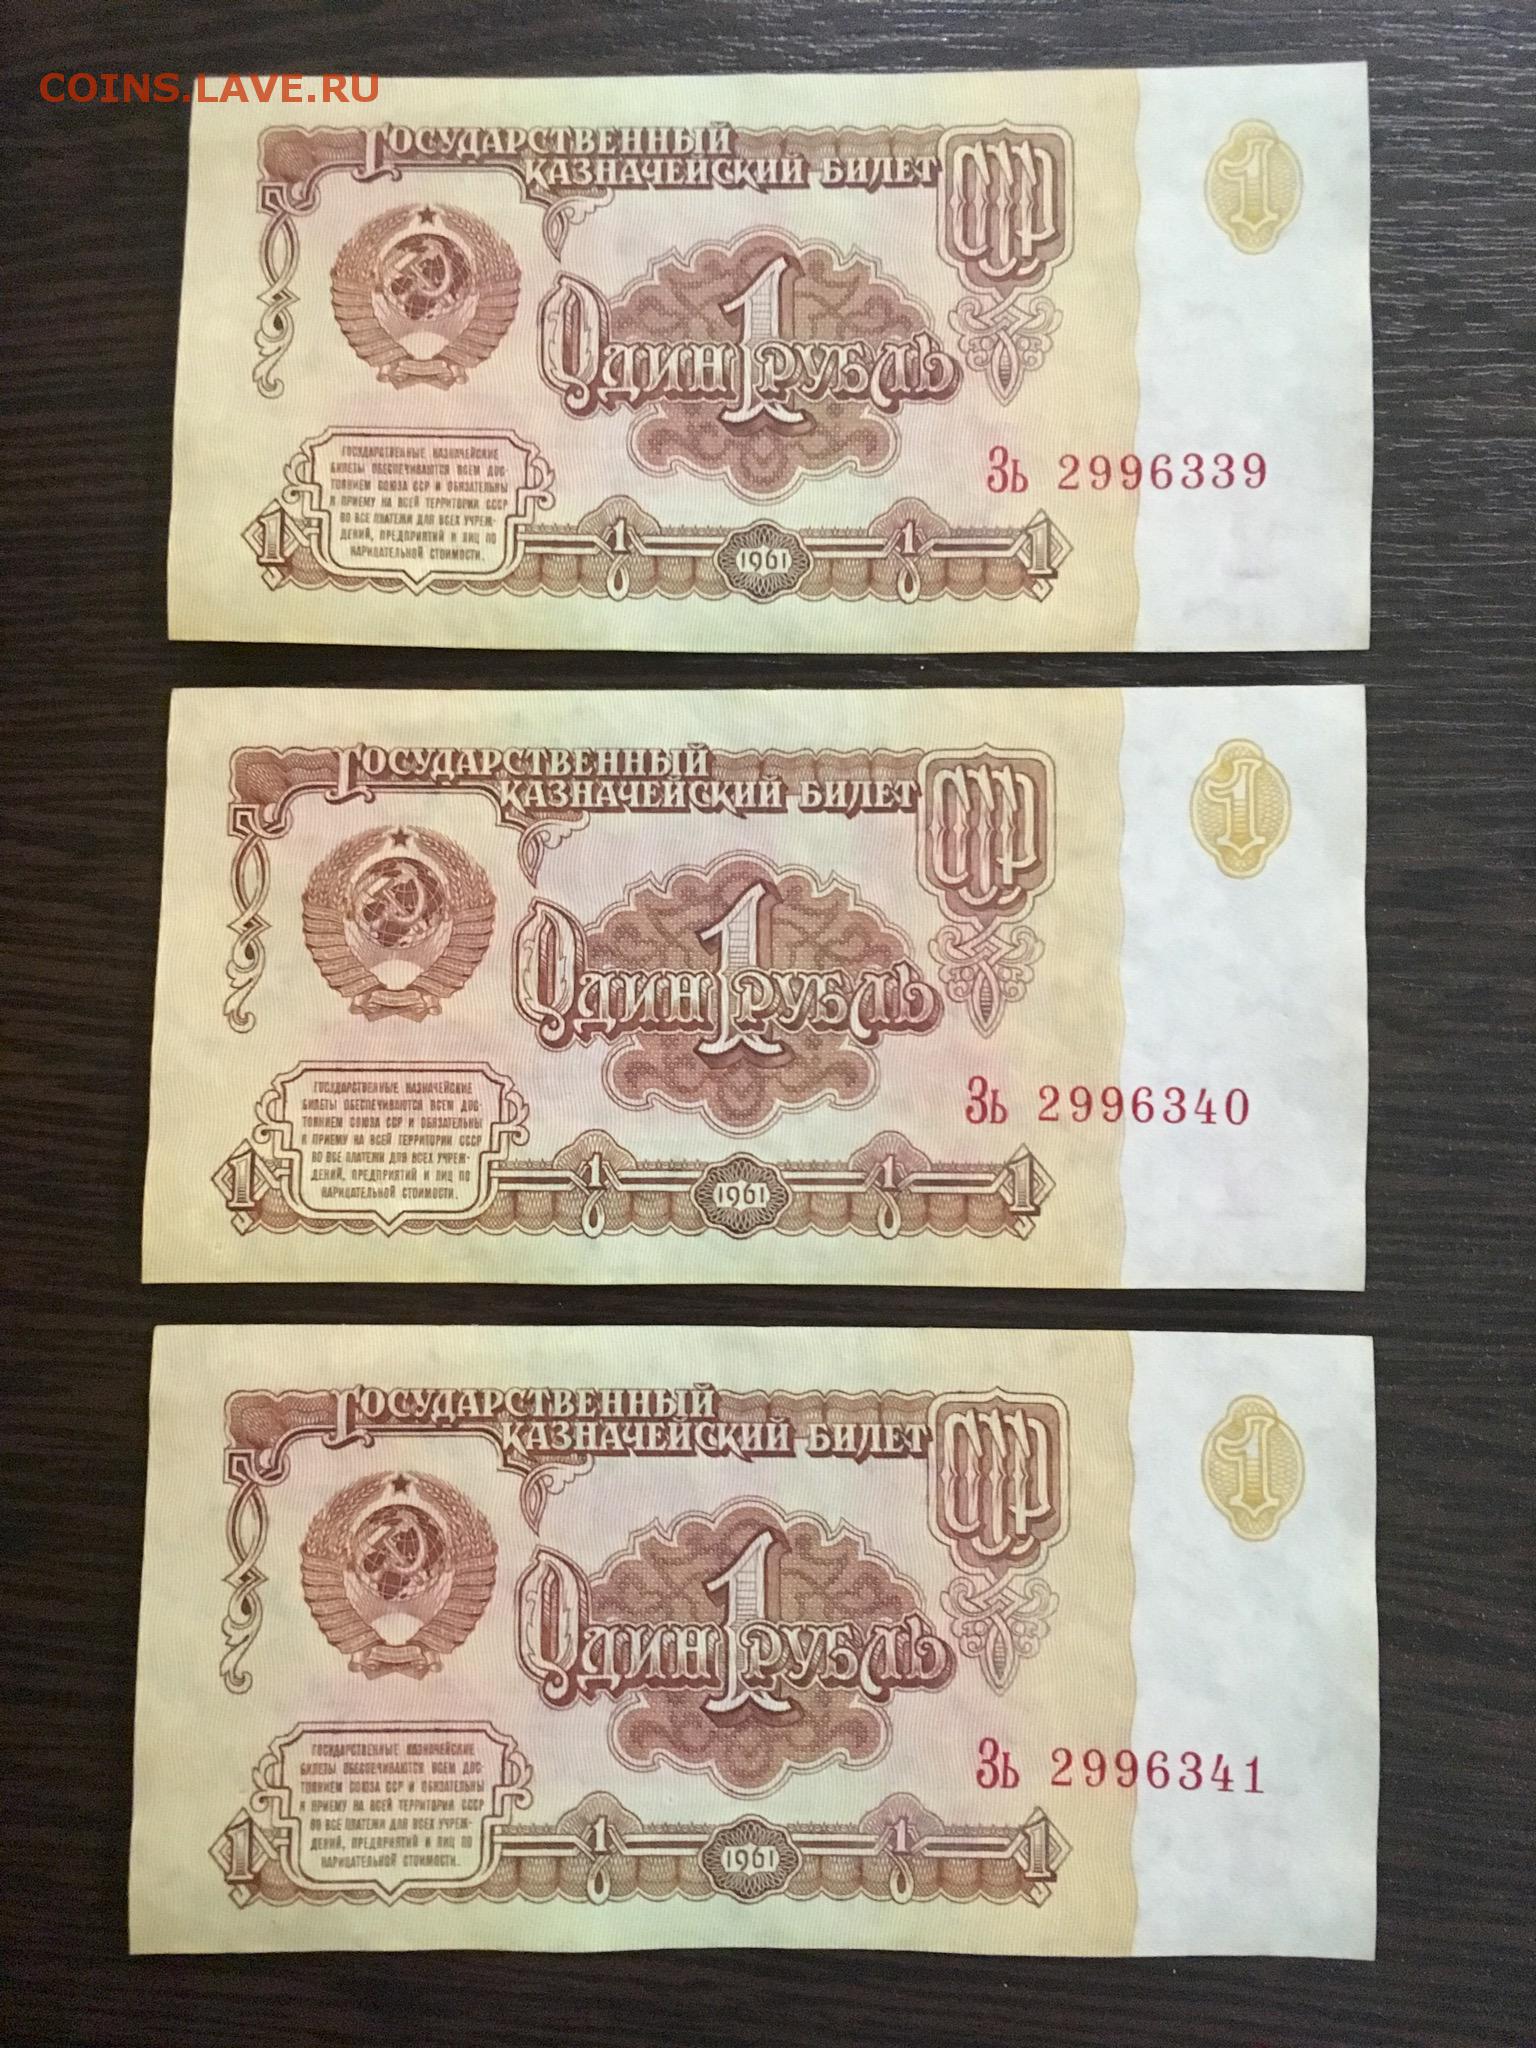 COINS.LAVE.RU
ГОСУДАРСТВЕННЫЙ
КАЗНАЧЕЙСКИЙ БИЛЕТ
СССР
1
1
ОДИН РУБЛЬ
ГОСУДАРСТВЕННЫЕ КАЗНАЧЕЙСКИЕ
БИЛЕТЫ ОБЕСПЕЧИВАЮТСЯ ВСЕМ ДОС-
ТОЯНИЕМ СОЮЗА ССР И ОБЯЗАТЕЛЬНЫ
К ПРИЕМУ НА ВСЕЙ ТЕРРИТОРИИ СССР
ВО ВСЕ ПЛАТЕЖИ ДЛЯ ВСЕХ УЧРЕЖ-
ДЕНИЙ, ПРЕДПРИЯТИЙ И ЛИЦ ПО
НАРИЦАТЕЛЬНОЙ СТОИМОСТИ.
Зь 2996339
1 1 1961 1 1
ГОСУДАРСТВЕННЫЙ
КАЗНАЧЕЙСКИЙ БИЛЕТ
СССР
1
1
ОДИН РУБЛЬ
ГОСУДАРСТВЕННЫЕ КАЗНАЧЕЙСКИЕ
БИЛЕТЫ ОБЕСПЕЧИВАЮТСЯ ВСЕМ ДОС-
ТОЯНИЕМ СОЮЗА ССР И ОБЯЗАТЕЛЬНЫ
К ПРИЕМУ НА ВСЕЙ ТЕРРИТОРИИ СССР
ВО ВСЕ ПЛАТЕЖИ ДЛЯ ВСЕХ УЧРЕЖ-
ДЕНИЙ, ПРЕДПРИЯТИЙ И ЛИЦ ПО
НАРИЦАТЕЛЬНОЙ СТОИМОСТИ.
Зь 2996340
1 1 1961 1 1
ГОСУДАРСТВЕННЫЙ
КАЗНАЧЕЙСКИЙ БИЛЕТ
СССР
1
1
ОДИН РУБЛЬ
ГОСУДАРСТВЕННЫЕ КАЗНАЧЕЙСКИЕ
БИЛЕТЫ ОБЕСПЕЧИВАЮТСЯ ВСЕМ ДОС-
ТОЯНИЕМ СОЮЗА ССР И ОБЯЗАТЕЛЬНЫ
К ПРИЕМУ НА ВСЕЙ ТЕРРИТОРИИ СССР
ВО ВСЕ ПЛАТЕЖИ ДЛЯ ВСЕХ УЧРЕЖ-
ДЕНИЙ, ПРЕДПРИЯТИЙ И ЛИЦ ПО
НАРИЦАТЕЛЬНОЙ СТОИМОСТИ.
Зь 2996341
1 1 1961 1 1